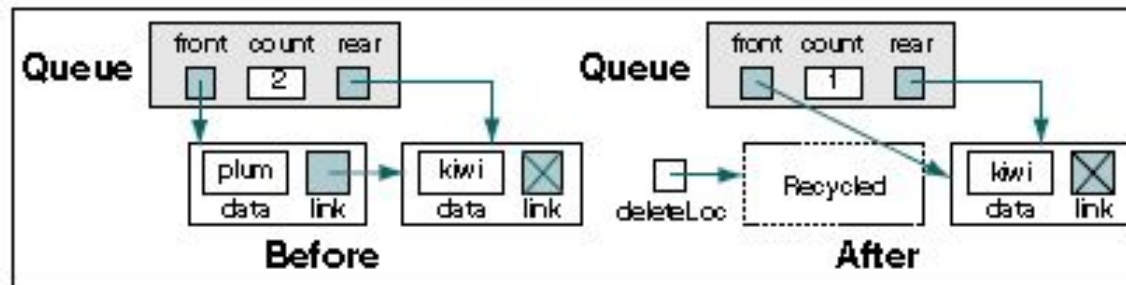 front count rear
Queue 2
plum
kiwi
data link
data link
Before
front count rear
Queue 1
deleteLoc
Recycled
kiwi
data link
After